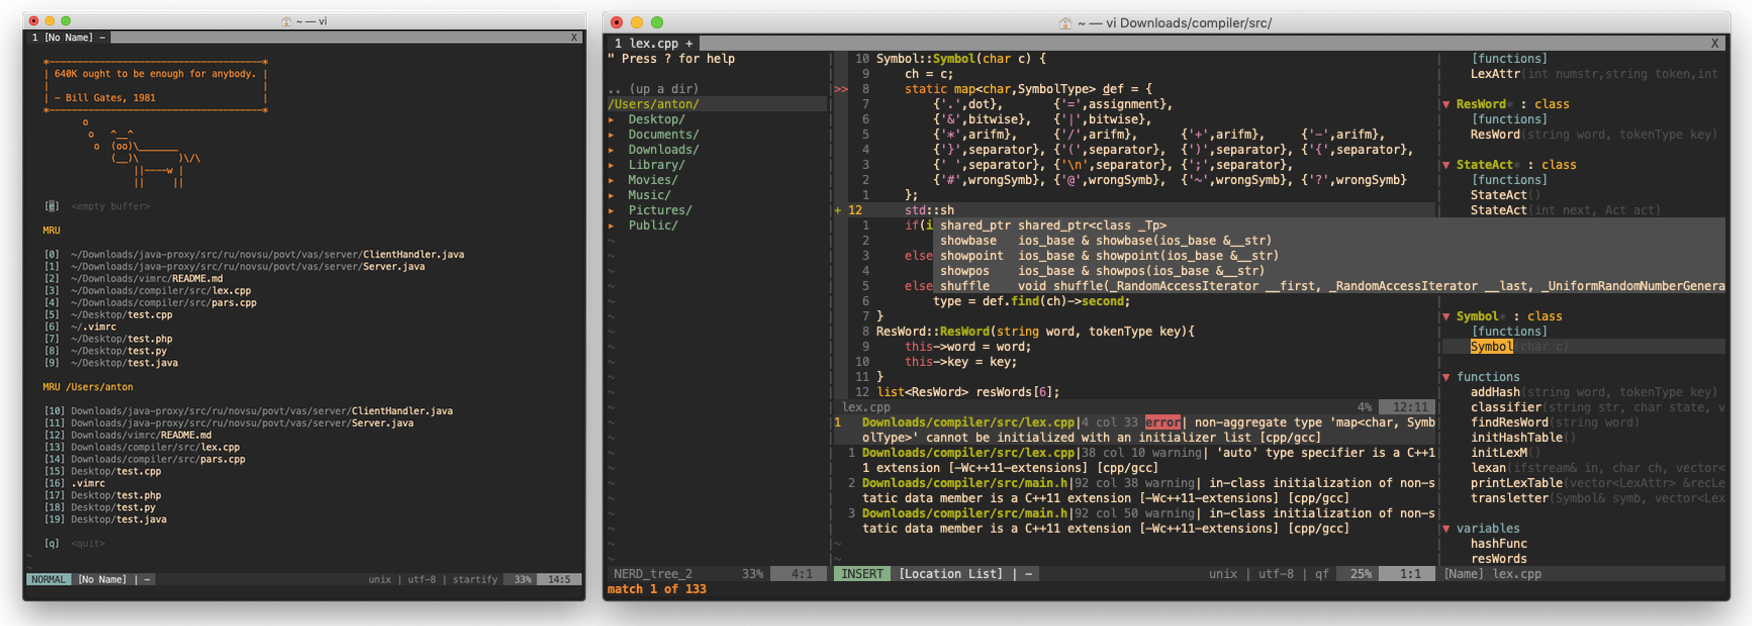 ~ — vi
1 [No Name] – X
640K ought to be enough for anybody.
– Bill Gates, 1981
o
o ^__^
o (oo)\_______
(__)\ )\/\
||----w |
|| ||
[e] <empty buffer>
MRU
[0] ~/Downloads/java-proxy/src/ru/novsu/povt/vas/server/ClientHandler.java
[1] ~/Downloads/java-proxy/src/ru/novsu/povt/vas/server/Server.java
[2] ~/Downloads/vimrc/README.md
[3] ~/Downloads/compiler/src/lex.cpp
[4] ~/Downloads/compiler/src/pars.cpp
[5] ~/Desktop/test.cpp
[6] ~/.vimrc
[7] ~/Desktop/test.php
[8] ~/Desktop/test.py
[9] ~/Desktop/test.java
MRU /Users/anton
[10] Downloads/java-proxy/src/ru/novsu/povt/vas/server/ClientHandler.java
[11] Downloads/java-proxy/src/ru/novsu/povt/vas/server/Server.java
[12] Downloads/vimrc/README.md
[13] Downloads/compiler/src/lex.cpp
[14] Downloads/compiler/src/pars.cpp
[15] Desktop/test.cpp
[16] .vimrc
[17] Desktop/test.php
[18] Desktop/test.py
[19] Desktop/test.java
[q] <quit>
NORMAL [No Name] | – unix | utf-8 | startify 33% 14:5
~ — vi Downloads/compiler/src/
1 lex.cpp + X
" Press ? for help
.. (up a dir)
/Users/anton/
▸ Desktop/
▸ Documents/
▸ Downloads/
▸ Library/
▸ Movies/
▸ Music/
▸ Pictures/
▸ Public/
NERD_tree_2 33% 4:1
10 Symbol::Symbol(char c) {
9 ch = c;
>> 8 static map<char,SymbolType> def = {
7 {'.',dot}, {'=',assignment},
6 {'&',bitwise}, {'|',bitwise},
5 {'*',arifm}, {'/',arifm}, {'+',arifm}, {'-',arifm},
4 {'}',separator}, {'(',separator}, {')',separator}, {'{',separator},
3 {' ',separator}, {'\n',separator}, {';',separator},
2 {'#',wrongSymb}, {'@',wrongSymb}, {'~',wrongSymb}, {'?',wrongSymb}
1 };
+ 12 std::sh
1 if(i shared_ptr shared_ptr<class _Tp>
2 showbase ios_base & showbase(ios_base &__str)
3 else showpoint ios_base & showpoint(ios_base &__str)
4 showpos ios_base & showpos(ios_base &__str)
5 else shuffle void shuffle(_RandomAccessIterator __first, _RandomAccessIterator __last, _UniformRandomNumberGenera
6 type = def.find(ch)->second;
7 }
8 ResWord::ResWord(string word, tokenType key){
9 this->word = word;
10 this->key = key;
11 }
12 list<ResWord> resWords[6];
lex.cpp 4% 12:11
1 Downloads/compiler/src/lex.cpp|4 col 33 error| non-aggregate type 'map<char, Symb
olType>' cannot be initialized with an initializer list [cpp/gcc]
1 Downloads/compiler/src/lex.cpp|38 col 10 warning| 'auto' type specifier is a C++1
1 extension [-Wc++11-extensions] [cpp/gcc]
2 Downloads/compiler/src/main.h|92 col 38 warning| in-class initialization of non-s
tatic data member is a C++11 extension [-Wc++11-extensions] [cpp/gcc]
3 Downloads/compiler/src/main.h|92 col 50 warning| in-class initialization of non-s
tatic data member is a C++11 extension [-Wc++11-extensions] [cpp/gcc]
INSERT [Location List] | – unix | utf-8 | qf 25% 1:1
[functions]
LexAttr(int numstr,string token,int
▼ ResWord* : class
[functions]
ResWord(string word, tokenType key)
▼ StateAct* : class
[functions]
StateAct()
StateAct(int next, Act act)
▼ Symbol* : class
[functions]
Symbol(char c)
▼ functions
addHash(string word, tokenType key)
classifier(string str, char state, v
findResWord(string word)
initHashTable()
initLexM()
lexan(ifstream& in, char ch, vector<
printLexTable(vector<LexAttr> &recLe
transletter(Symbol& symb, vector<Lex
▼ variables
hashFunc
resWords
[Name] lex.cpp
match 1 of 133